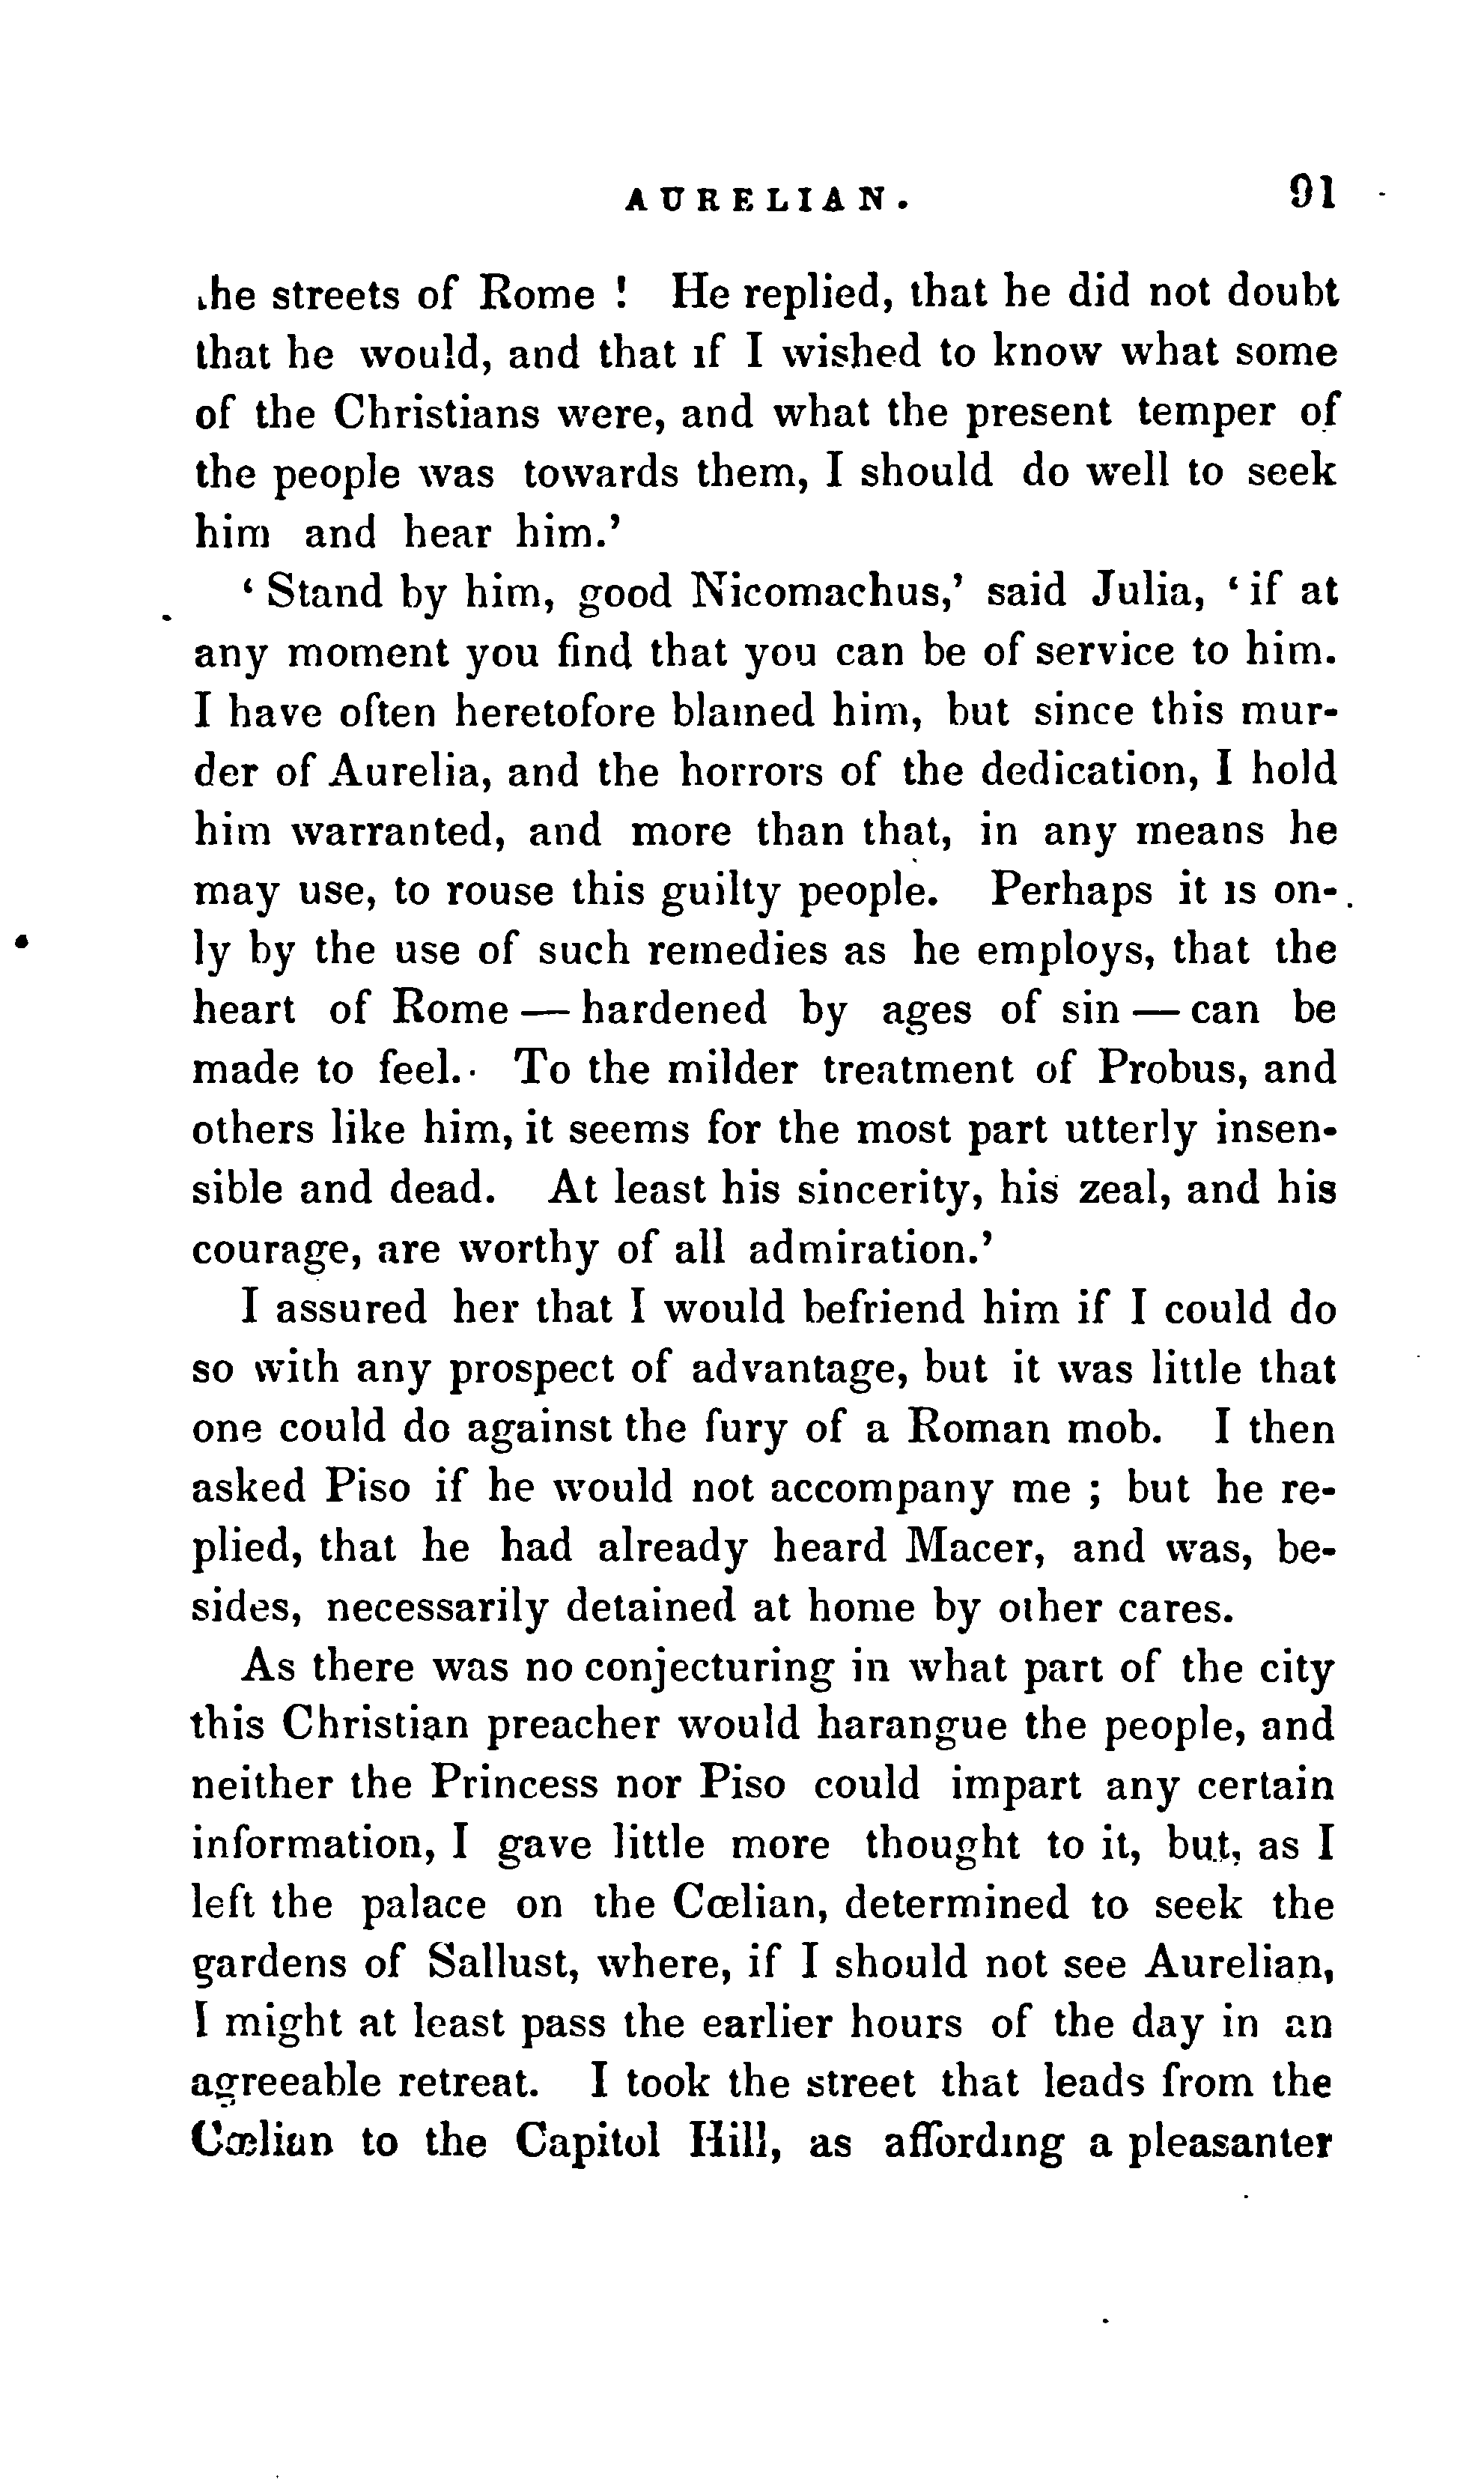 AURELIAN. 91
the streets of Rome ! He replied, that he did not doubt
that he would, and that if I wished to know what some
of the Christians were, and what the present temper of
the people was towards them, I should do well to seek
him and hear him.’
‘ Stand by him, good Nicomachus,’ said Julia, ‘ if at
any moment you find that you can be of service to him.
I have often heretofore blamed him, but since this mur-
der of Aurelia, and the horrors of the dedication, I hold
him warranted, and more than that, in any means he
may use, to rouse this guilty people. Perhaps it is on-
ly by the use of such remedies as he employs, that the
heart of Rome — hardened by ages of sin — can be
made to feel. To the milder treatment of Probus, and
others like him, it seems for the most part utterly insen-
sible and dead. At least his sincerity, his zeal, and his
courage, are worthy of all admiration.’
I assured her that I would befriend him if I could do
so with any prospect of advantage, but it was little that
one could do against the fury of a Roman mob. I then
asked Piso if he would not accompany me ; but he re-
plied, that he had already heard Macer, and was, be-
sides, necessarily detained at home by other cares.
As there was no conjecturing in what part of the city
this Christian preacher would harangue the people, and
neither the Princess nor Piso could impart any certain
information, I gave little more thought to it, but, as I
left the palace on the Cœlian, determined to seek the
gardens of Sallust, where, if I should not see Aurelian,
I might at least pass the earlier hours of the day in an
agreeable retreat. I took the street that leads from the
Cœlian to the Capitol Hill, as affording a pleasanter